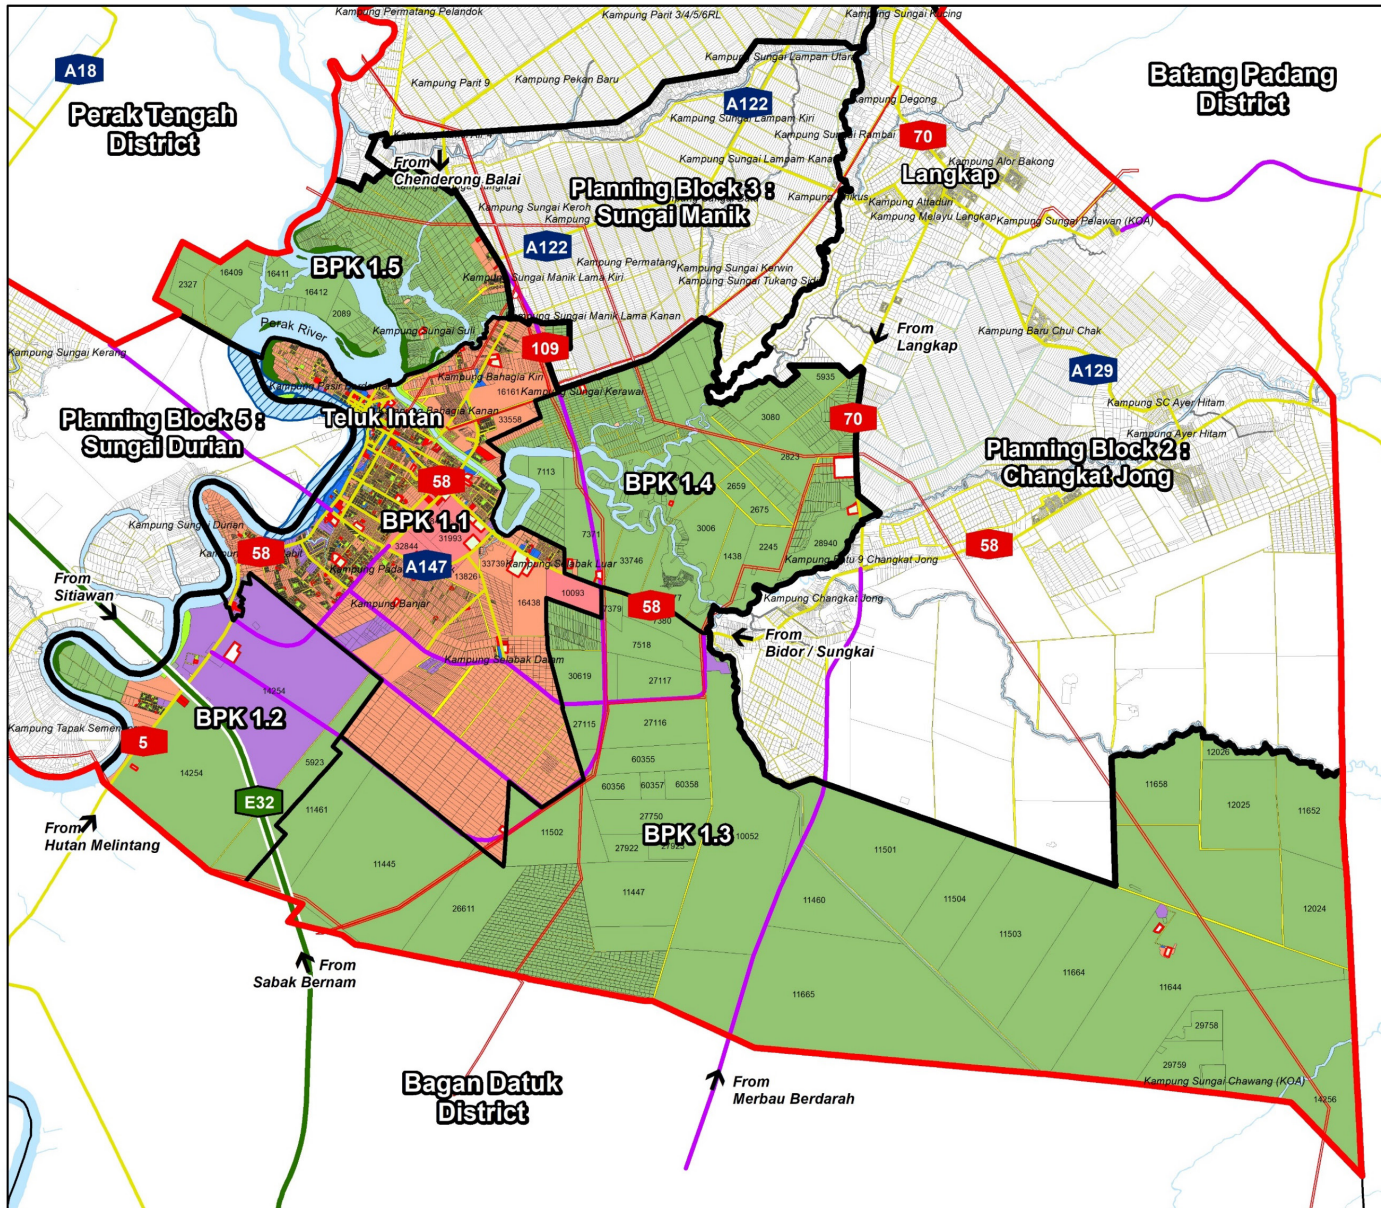 Kampung Permatang Pelandok
Kampung Parit 3/4/5/6RL
Kampung Sungai Kucing
A18
Perak Tengah
District
Kampung Parit 9
Kampung Pekan Baru
Kampung Sungai Lampan Utara
Batang Padang
District
A122
Kampung Degong
Kampung Sungai Lampam Kiri
Kampung Sungai Rambai
70
Kampung Alor Bakong
Langkap
From
Chenderong Balai
Kampung Sungai Lampam Kanan
Planning Block 3 :
Sungai Manik
Kampung Attadun
Kampung Melayu Langkap
Kampung Sungai Pelawan (KOA)
Kampung Sungai Keroh
A122
Kampung Permatang
Kampung Sungai Kerwin
Kampung Sungai Tukang Sidin
Kampung Sungai Manik Lama Kiri
Kampung Sungai Manik Lama Kanan
BPK 1.5
2327
16409
16411
16412
2089
Perak River
Kampung Sungai Suli
109
From
Langkap
Kampung Baru Chui Chak
A129
Kampung Sungai Kerang
Kampung Bahagia Kiri
16161
Kampung Sungai Kerawai
5935
Planning Block 5 :
Sungai Durian
Teluk Intan
Kampung Bahagia Kanan
33558
3080
70
Kampung SC Ayer Hitam
Kampung Ayer Hitam
Planning Block 2 :
Changkat Jong
7113
BPK 1.4
2823
2659
2675
58
BPK 1.1
31993
32844
3006
7371
1438
2245
28940
58
Kampung Sungai Durian
58
A147
33739
Kampung Selabak Luar
33746
Kampung Batu 9 Changkat Jong
13826
Kampung Banjar
16438
10093
7379
58
7380
Kampung Changkat Jong
From
Sitiawan
From
Bidor / Sungkai
7518
Kampung Selabak Dalam
30619
27117
14254
BPK 1.2
Kampung Tapak Semenang
5
27115
27116
14254
5923
60355
60356
60357
60358
E32
11461
27750
BPK 1.3
10052
11502
27922
27923
From
Hutan Melintang
11445
11447
26611
11501
11460
11504
11503
11664
11665
11658
12026
12025
11652
12024
11644
From
Sabak Bernam
29758
29759
Kampung Sungai Chawang (KOA)
14256
Bagan Datuk
District
From
Merbau Berdarah